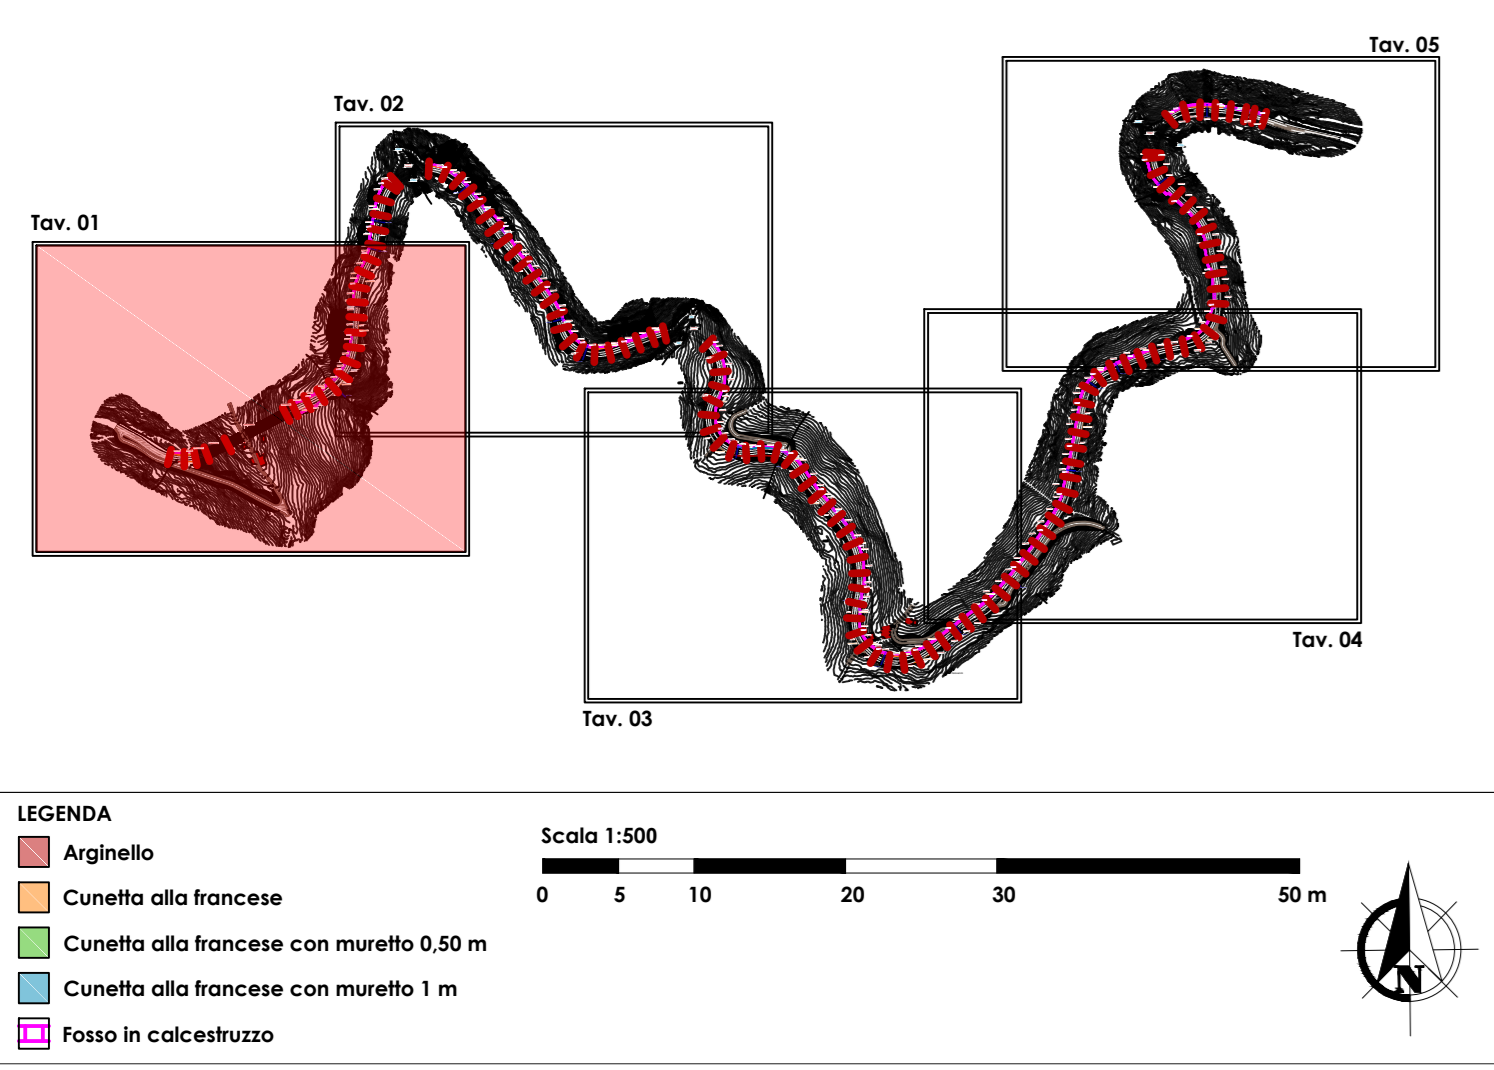 Tav. 05
Tav. 02
Tav. 01
Tav. 04
Tav. 03
LEGENDA
Arginello
Cunetta alla francese
Cunetta alla francese con muretto 0,50 m
Cunetta alla francese con muretto 1 m
Fosso in calcestruzzo
Scala 1:500
0 5 10 20 30 50 m
N